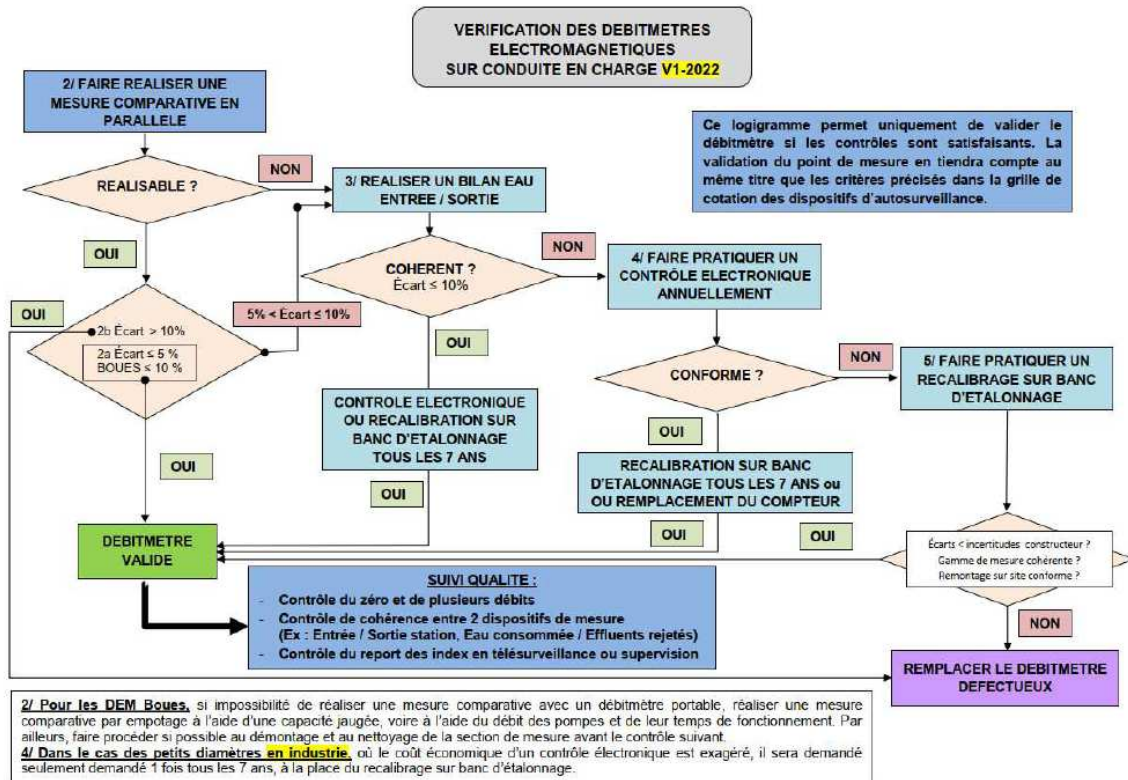 VERIFICATION DES DEBITMETRES
ELECTROMAGNETIQUES
SUR CONDUITE EN CHARGE V1-2022
2/ FAIRE REALISER UNE
MESURE COMPARATIVE EN
PARALLELE
Ce logigramme permet uniquement de valider le
débitmètre si les contrôles sont satisfaisants. La
validation du point de mesure en tiendra compte au
même titre que les critères précisés dans la grille de
cotation des dispositifs d'autosurveillance.
REALISABLE ?
NON
3/ REALISER UN BILAN EAU
ENTREE / SORTIE
OUI
COHERENT ?
Écart ≤ 10%
NON
4/ FAIRE PRATIQUER UN
CONTRÔLE ELECTRONIQUE
ANNUELLEMENT
OUI
2b Écart > 10%
2a Écart ≤ 5 %
BOUES ≤ 10 %
5% < Écart ≤ 10%
OUI
CONFORME ?
NON
5/ FAIRE PRATIQUER UN
RECALIBRAGE SUR BANC
D'ETALONNAGE
CONTROLE ELECTRONIQUE
OU RECALIBRATION SUR
BANC D'ETALONNAGE
TOUS LES 7 ANS
OUI
OUI
RECALIBRATION SUR BANC
D'ETALONNAGE TOUS LES 7 ANS ou
OU REMPLACEMENT DU COMPTEUR
OUI
OUI
OUI
DEBITMETRE
VALIDE
Écarts < incertitudes constructeur ?
Gamme de mesure cohérente ?
Remontage sur site conforme ?
SUIVI QUALITE :
- Contrôle du zéro et de plusieurs débits
- Contrôle de cohérence entre 2 dispositifs de mesure
(Ex : Entrée / Sortie station, Eau consommée / Effluents rejetés)
- Contrôle du report des index en télésurveillance ou supervision
NON
REMPLACER LE DEBITMETRE
DEFECTUEUX
2/ Pour les DEM Boues, si impossibilité de réaliser une mesure comparative avec un débitmètre portable, réaliser une mesure
comparative par empotage à l'aide d'une capacité jaugée, voire à l'aide du débit des pompes et de leur temps de fonctionnement. Par
ailleurs, faire procéder si possible au démontage et au nettoyage de la section de mesure avant le contrôle suivant.
4/ Dans le cas des petits diamètres en industrie, où le coût économique d'un contrôle électronique est exagéré, il sera demandé
seulement demandé 1 fois tous les 7 ans, à la place du recalibrage sur banc d'étalonnage.